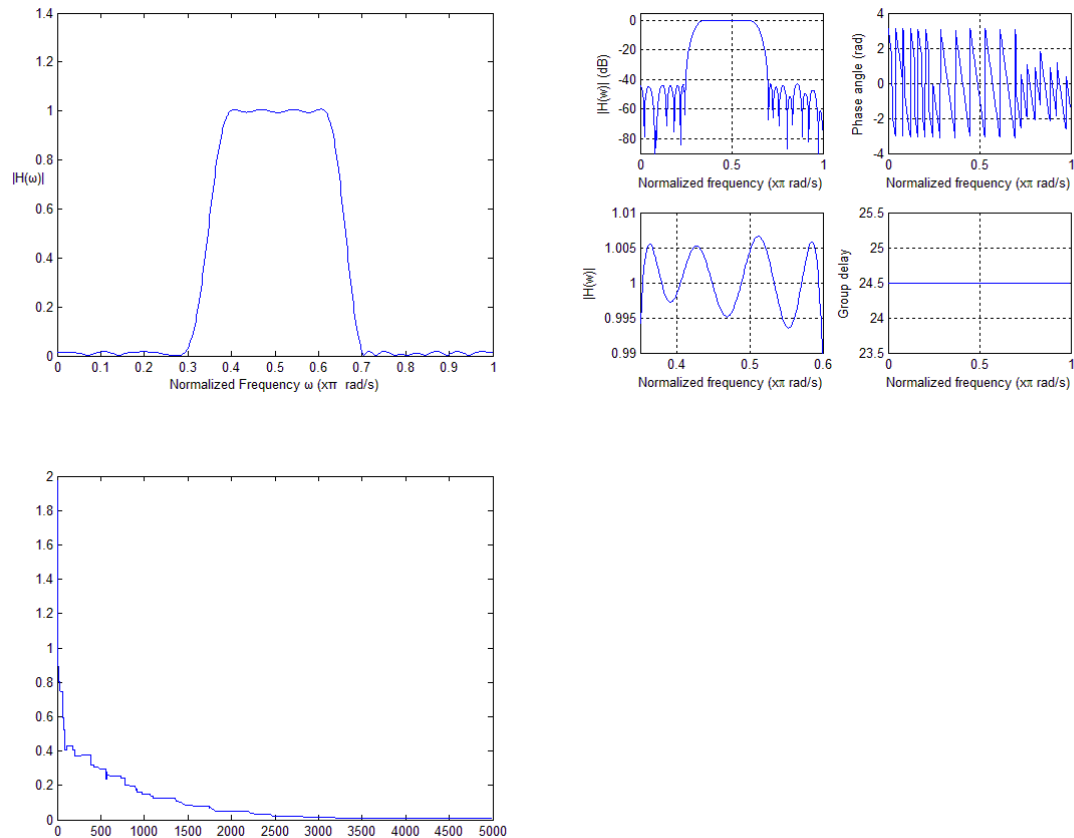 1.4
1.2
1
0.8
|H(ω)|
0.6
0.4
0.2
0
0 0.1 0.2 0.3 0.4 0.5 0.6 0.7 0.8 0.9 1
Normalized Frequency ω (xπ rad/s)
|H(w)| (dB)
0
-20
-40
-60
-80
0 0.5 1
Normalized frequency (xπ rad/s)
Phase angle (rad)
4
2
0
-2
-4
0 0.5 1
Normalized frequency (xπ rad/s)
|H(w)|
1.01
1.005
1
0.995
0.99
0.4 0.5 0.6
Normalized frequency (xπ rad/s)
Group delay
25.5
25
24.5
24
23.5
0 0.5 1
Normalized frequency (xπ rad/s)
2
1.8
1.6
1.4
1.2
1
0.8
0.6
0.4
0.2
0
0 500 1000 1500 2000 2500 3000 3500 4000 4500 5000